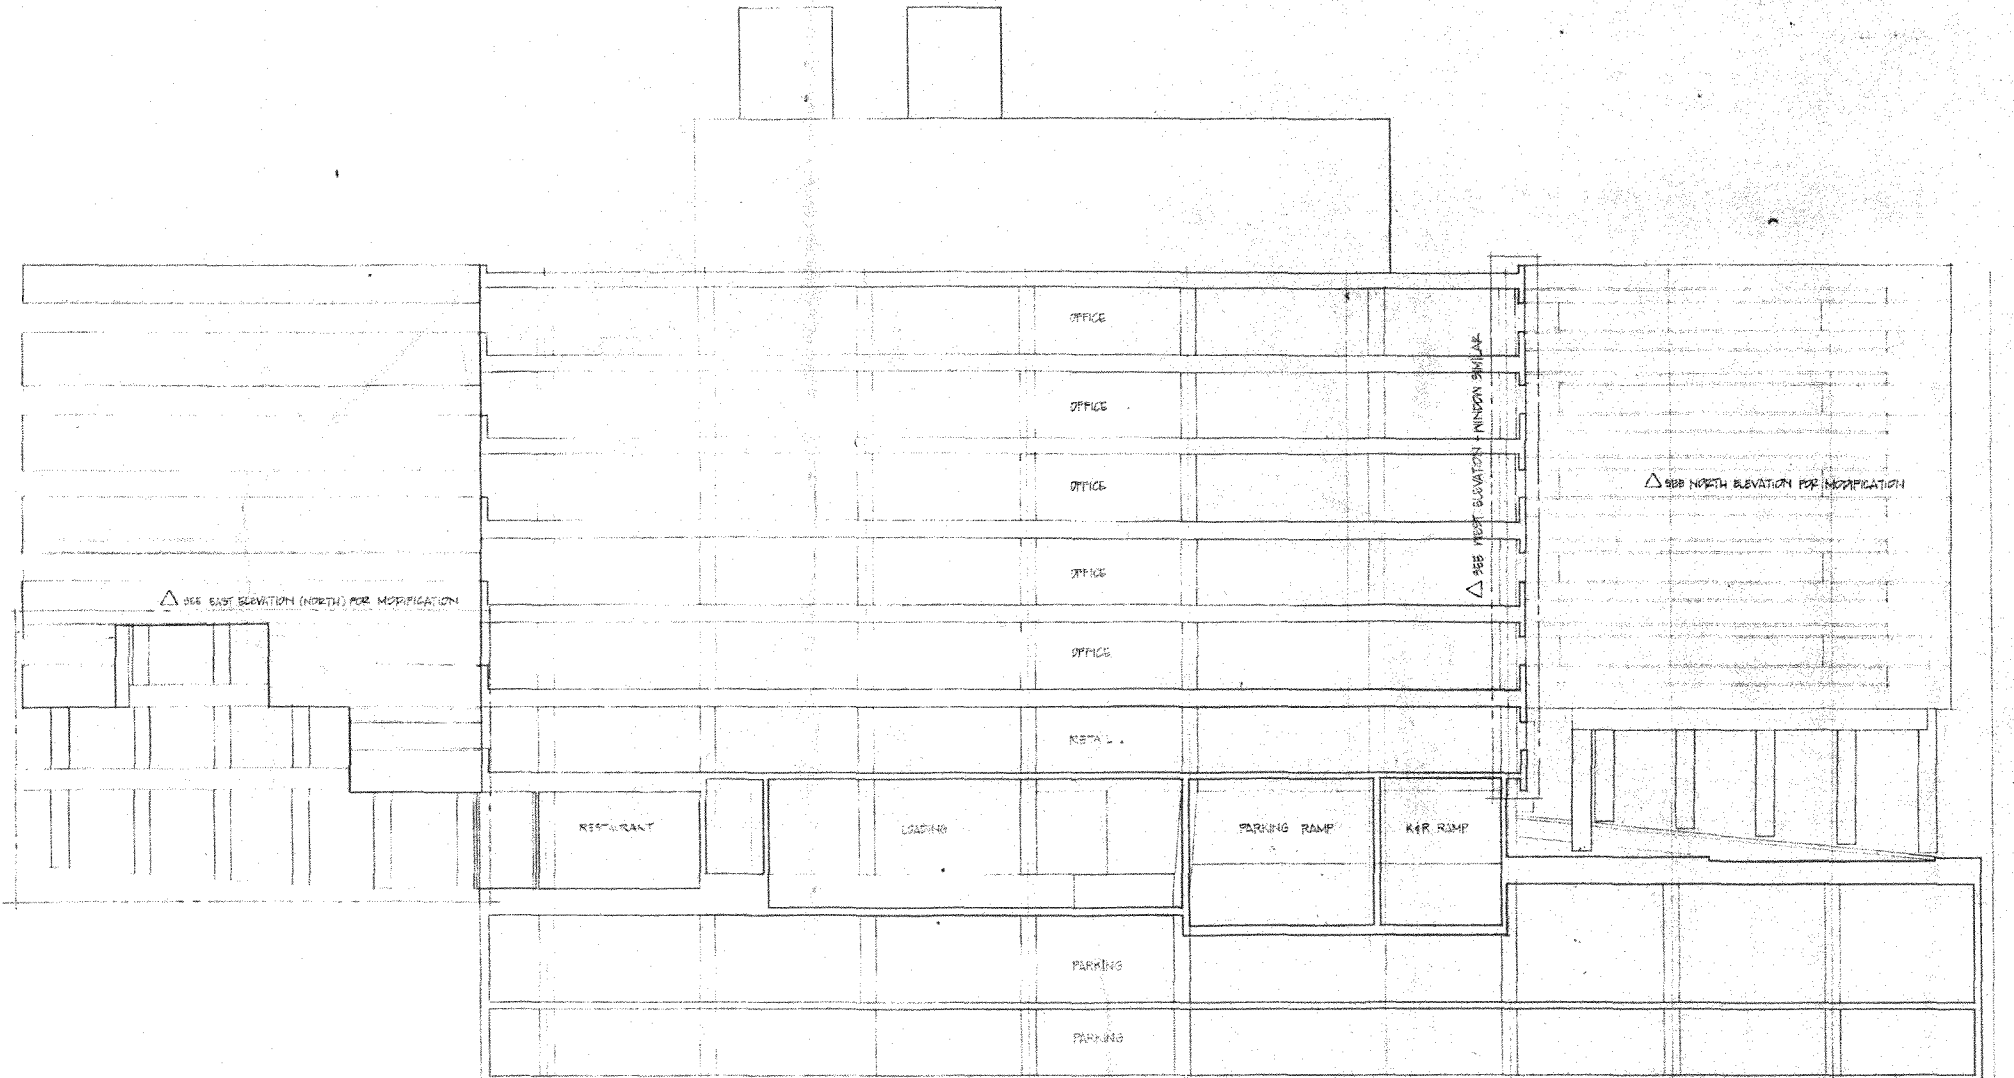 OFFICE
OFFICE
OFFICE
OFFICE
OFFICE
RETAIL
△ SEE WEST ELEVATION - WINDOW SIMILAR
△ SEE NORTH ELEVATION FOR MODIFICATION
△ SEE EAST ELEVATION (NORTH) FOR MODIFICATION
RESTAURANT
LOADING
PARKING RAMP
K&R RAMP
PARKING
PARKING